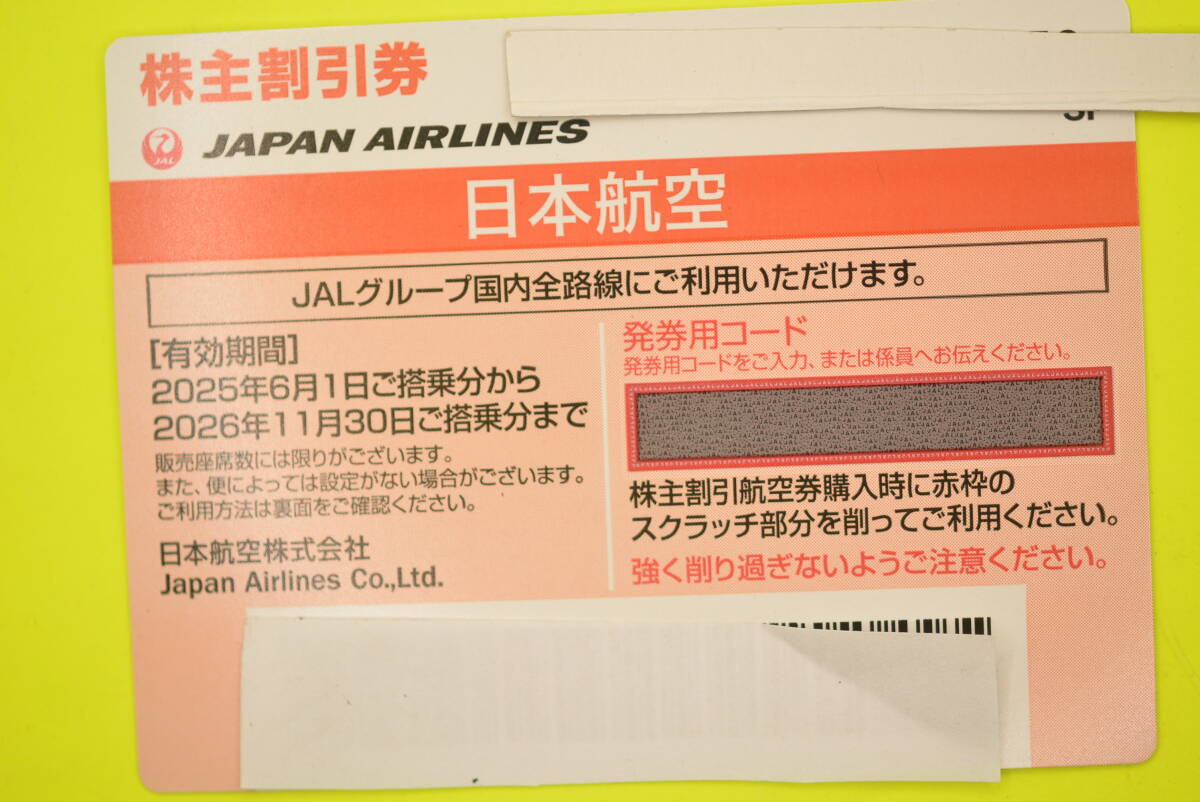 株主割引券
JAL
JAPAN AIRLINES
日本航空
JALグループ国内全路線にご利用いただけます。
[有効期間]
2025年6月1日ご搭乗分から
2026年11月30日ご搭乗分まで
販売座席数には限りがございます。
また、便によっては設定がない場合がございます。
ご利用方法は裏面をご確認ください。
日本航空株式会社
Japan Airlines Co.,Ltd.
発券用コード
発券用コードをご入力、または係員へお伝えください。
株主割引航空券購入時に赤枠の
スクラッチ部分を削ってご利用ください。
強く削り過ぎないようご注意ください。